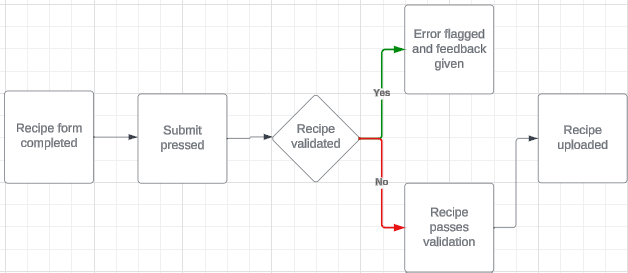 Recipe form
completed
Submit
pressed
Recipe
validated
Yes
Error flagged
and feedback
given
No
Recipe
passes
validation
Recipe
uploaded